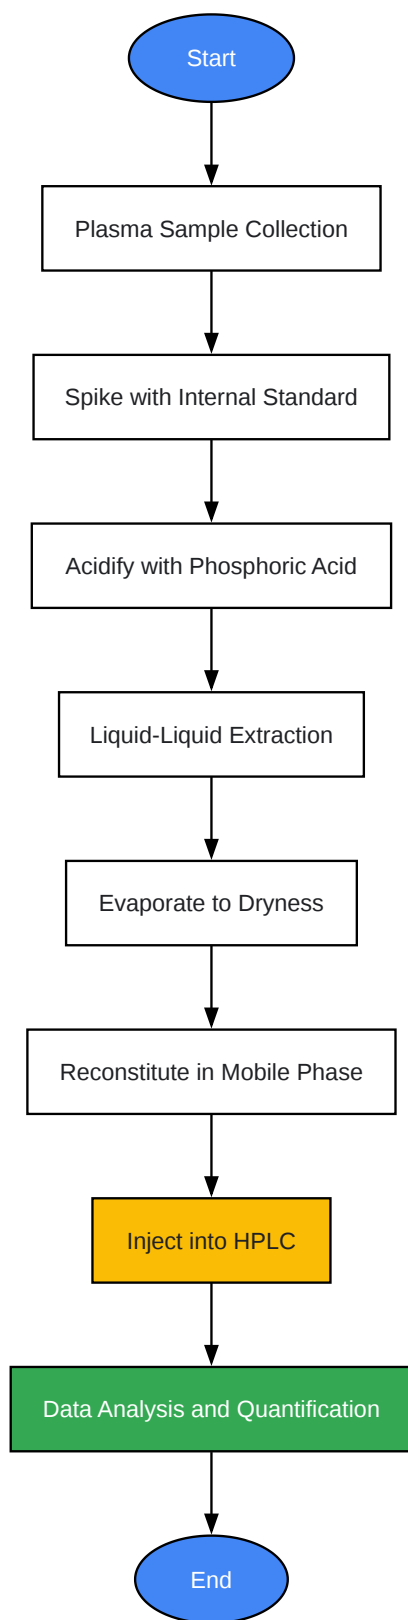 Start
Plasma Sample Collection
Spike with Internal Standard
Acidify with Phosphoric Acid
Liquid-Liquid Extraction
Evaporate to Dryness
Reconstitute in Mobile Phase
Inject into HPLC
Data Analysis and Quantification
End